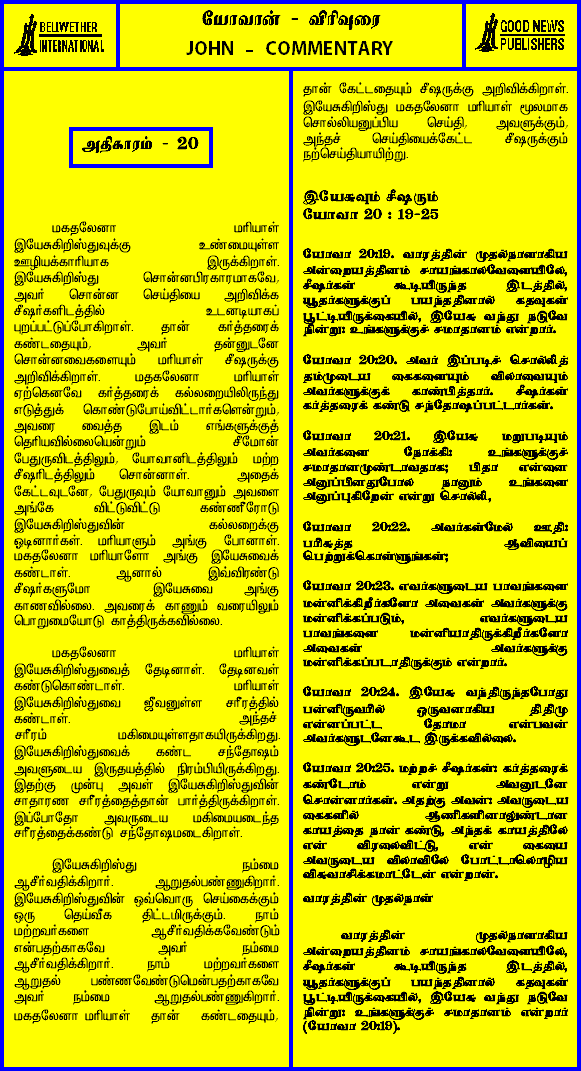 BELLWETHER
INTERNATIONAL
யோவான் - விரிவுரை
JOHN - COMMENTARY
GOOD NEWS
PUBLISHERS
அதிகாரம் - 20
மகதலேனா மரியாள்
இயேசுகிறிஸ்துவுக்கு உண்மையுள்ள
ஊழியக்காரியாக இருக்கிறாள்.
இயேசுகிறிஸ்து சொன்னபிரகாரமாகவே,
அவர் சொன்ன செய்தியை அறிவிக்க
சீஷர்களிடத்தில் உடனடியாகப்
புறப்பட்டுப்போகிறாள். தான் கர்த்தரைக்
கண்டதையும், அவர் தன்னுடனே
சொன்னவைகளையும் மரியாள் சீஷருக்கு
அறிவிக்கிறாள். மதகலேனா மரியாள்
ஏற்கெனவே கர்த்தரைக் கல்லறையிலிருந்து
எடுத்துக் கொண்டுபோய்விட்டார்களென்றும்,
அவரை வைத்த இடம் எங்களுக்குத்
தெரியவில்லையென்றும் சீமோன்
பேதுருவிடத்திலும், யோவானிடத்திலும் மற்ற
சீஷரிடத்திலும் சொன்னாள். அதைக்
கேட்டவுடனே, பேதுருவும் யோவானும் அவளை
அங்கே விட்டுவிட்டு கண்ணீரோடு
இயேசுகிறிஸ்துவின் கல்லறைக்கு
ஓடினார்கள். மரியாளும் அங்கு போனாள்.
மகதலேனா மரியாளோ அங்கு இயேசுவைக்
கண்டாள். ஆனால் இவ்விரண்டு
சீஷர்களுமோ இயேசுவை அங்கு
காணவில்லை. அவரைக் காணும் வரையிலும்
பொறுமையோடு காத்திருக்கவில்லை.
மகதலேனா மரியாள்
இயேசுகிறிஸ்துவைத் தேடினாள். தேடினவள்
கண்டுகொண்டாள். மரியாள்
இயேசுகிறிஸ்துவை ஜீவனுள்ள சரீரத்தில்
கண்டாள். அந்தச்
சரீரம் மகிமையுள்ளதாகயிருக்கிறது.
இயேசுகிறிஸ்துவைக் கண்ட சந்தோஷம்
அவளுடைய இருதயத்தில் நிரம்பியிருக்கிறது.
இதற்கு முன்பு அவள் இயேசுகிறிஸ்துவின்
சாதாரண சரீரத்தைத்தான் பார்த்திருக்கிறாள்.
இப்போதோ அவருடைய மகிமையடைந்த
சரீரத்தைக்கண்டு சந்தோஷமடைகிறாள்.
இயேசுகிறிஸ்து நம்மை
ஆசீர்வதிக்கிறார். ஆறுதல்பண்ணுகிறார்.
இயேசுகிறிஸ்துவின் ஒவ்வொரு செய்கைக்கும்
ஒரு தெய்வீக திட்டமிருக்கும். நாம்
மற்றவர்களை ஆசீர்வதிக்கவேண்டும்
என்பதற்காகவே அவர் நம்மை
ஆசீர்வதிக்கிறார். நாம் மற்றவர்களை
ஆறுதல் பண்ணவேண்டுமென்பதற்காகவே
அவர் நம்மை ஆறுதல்பண்ணுகிறார்.
மகதலேனா மரியாள் தான் கண்டதையும்,
தான் கேட்டதையும் சீஷருக்கு அறிவிக்கிறாள்.
இயேசுகிறிஸ்து மகதலேனா மரியாள் மூலமாக
சொல்லியனுப்பிய செய்தி, அவளுக்கும்,
அந்தச் செய்தியைக்கேட்ட சீஷருக்கும்
நற்செய்தியாயிற்று.
இயேசுவும் சீஷரும்
யோவா 20 : 19-25
யோவா 20:19. வாரத்தின் முதல்நாளாகிய
அன்றையத்தினம் சாயங்காலவேளையிலே,
சீஷர்கள் கூடியிருந்த இடத்தில்,
யூதர்களுக்குப் பயந்ததினால் கதவுகள்
பூட்டியிருக்கையில், இயேசு வந்து நடுவே
நின்று: உங்களுக்குச் சமாதானம் என்றார்.
யோவா 20:20. அவர் இப்படிச் சொல்லித்
தம்முடைய கைகளையும் விலாவையும்
அவர்களுக்குக் காண்பித்தார். சீஷர்கள்
கர்த்தரைக் கண்டு சந்தோஷப்பட்டார்கள்.
யோவா 20:21. இயேசு மறுபடியும்
அவர்களை நோக்கி: உங்களுக்குச்
சமாதானமுண்டாவதாக; பிதா என்னை
அனுப்பினதுபோல நானும் உங்களை
அனுப்புகிறேன் என்று சொல்லி,
யோவா 20:22. அவர்கள்மேல் ஊதி:
பரிசுத்த ஆவியைப்
பெற்றுக்கொள்ளுங்கள்;
யோவா 20:23. எவர்களுடைய பாவங்களை
மன்னிக்கிறீர்களோ அவைகள் அவர்களுக்கு
மன்னிக்கப்படும், எவர்களுடைய
பாவங்களை மன்னியாதிருக்கிறீர்களோ
அவைகள் அவர்களுக்கு
மன்னிக்கப்படாதிருக்கும் என்றார்.
யோவா 20:24. இயேசு வந்திருந்தபோது
பன்னிருவரில் ஒருவனாகிய திதிமு
என்னப்பட்ட தோமா என்பவன்
அவர்களுடனேகூட இருக்கவில்லை.
யோவா 20:25. மற்றச் சீஷர்கள்: கர்த்தரைக்
கண்டோம் என்று அவனுடனே
சொன்னார்கள். அதற்கு அவன்: அவருடைய
கைகளில் ஆணிகளினாலுண்டான
காயத்தை நான் கண்டு, அந்தக் காயத்திலே
என் விரலைவிட்டு, என் கையை
அவருடைய விலாவிலே போட்டாலொழிய
விசுவாசிக்கமாட்டேன் என்றான்.
வாரத்தின் முதல்நாள்
வாரத்தின் முதல்நாளாகிய
அன்றையத்தினம் சாயங்காலவேளையிலே,
சீஷர்கள் கூடியிருந்த இடத்தில்,
யூதர்களுக்குப் பயந்ததினால் கதவுகள்
பூட்டியிருக்கையில், இயேசு வந்து நடுவே
நின்று: உங்களுக்குச் சமாதானம் என்றார்
(யோவா 20:19).